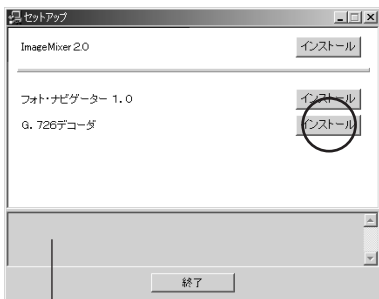 セットアップ
ImageMixer 2.0 インストール
フォト・ナビゲーター 1.0 インストール
G.726デコーダ インストール
終了